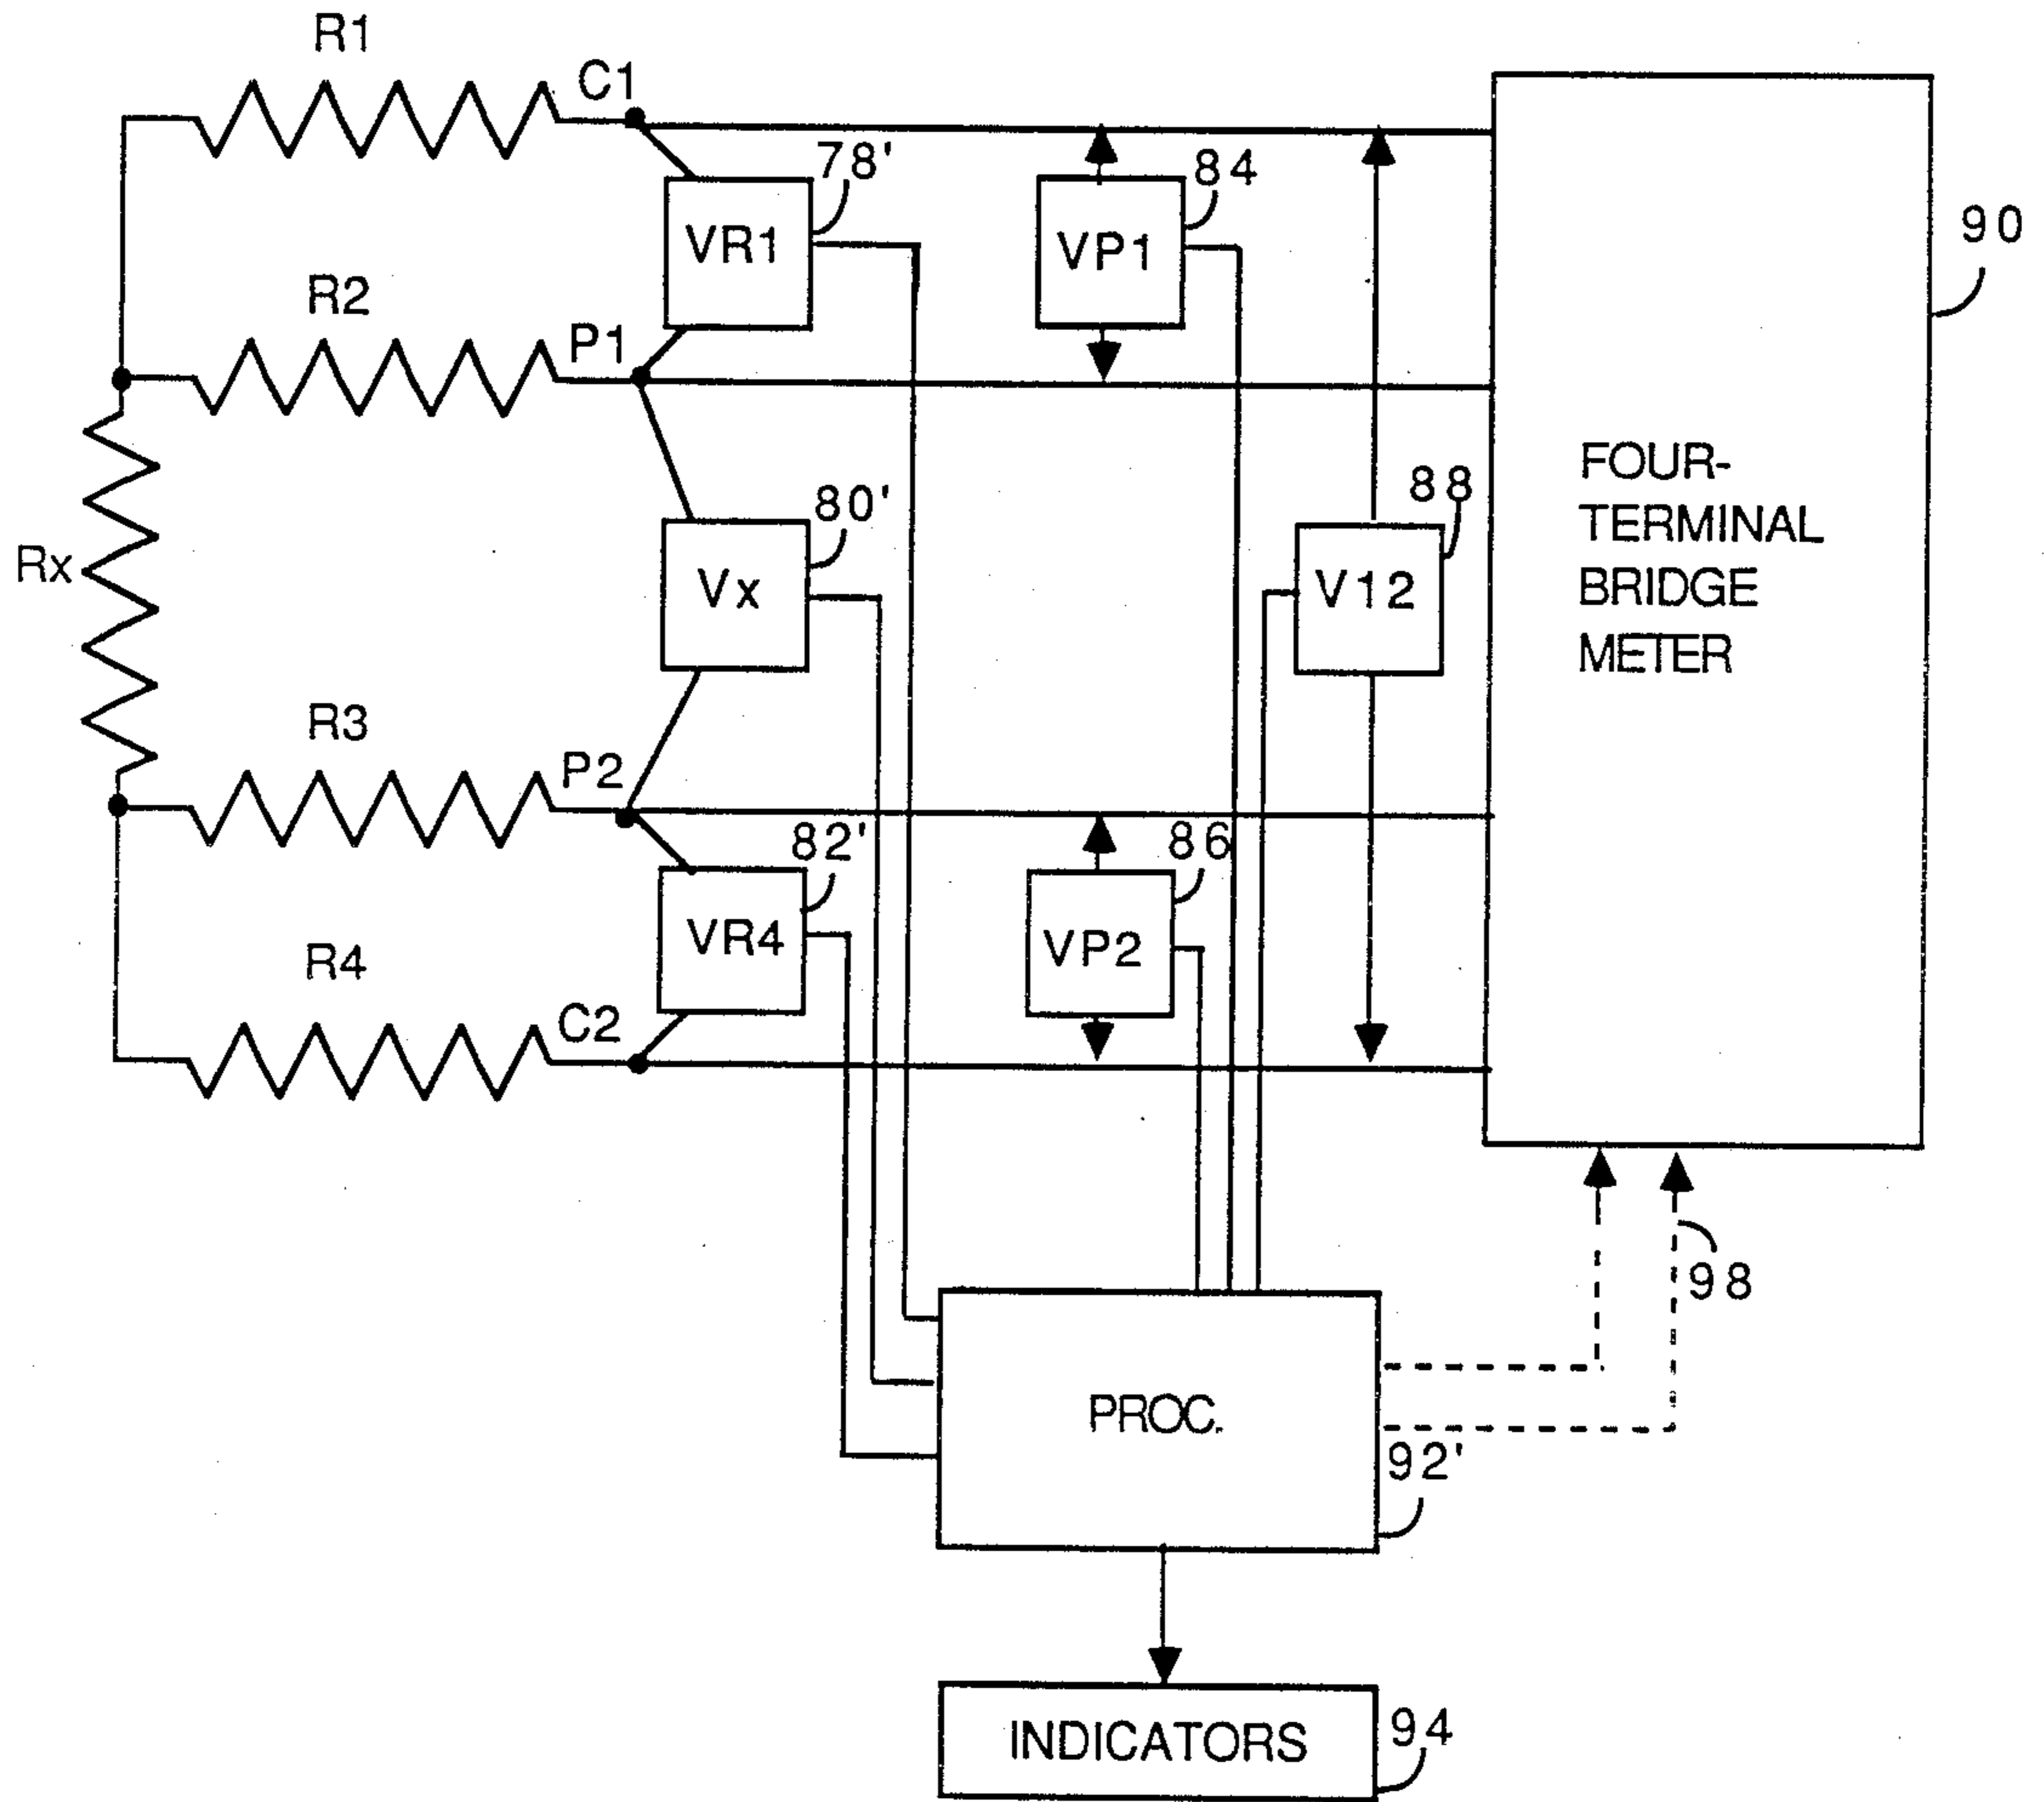 R1
C1
78'
84
VR1
VP1
90
R2
P1
FOUR-
TERMINAL
BRIDGE
METER
80'
88
Rx
Vx
V12
R3
P2
82'
86
VR4
VP2
R4
C2
98
PROC.
92'
INDICATORS
94